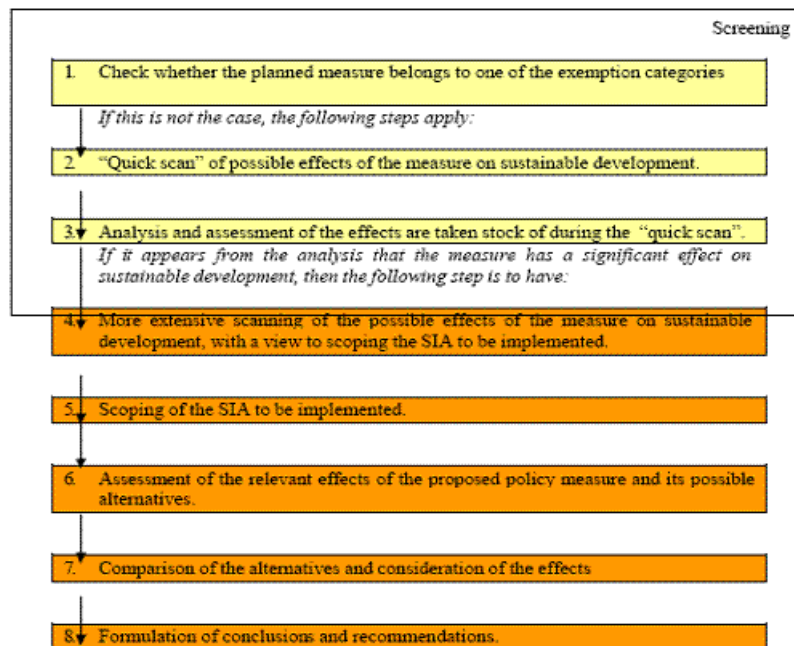 Screening
1. Check whether the planned measure belongs to one of the exemption categories
If this is not the case, the following steps apply:
2. “Quick scan” of possible effects of the measure on sustainable development.
3. Analysis and assessment of the effects are taken stock of during the “quick scan”.
If it appears from the analysis that the measure has a significant effect on
sustainable development, then the following step is to have:
4. More extensive scanning of the possible effects of the measure on sustainable
development, with a view to scoping the SIA to be implemented.
5. Scoping of the SIA to be implemented.
6. Assessment of the relevant effects of the proposed policy measure and its possible
alternatives.
7. Comparison of the alternatives and consideration of the effects
8. Formulation of conclusions and recommendations.